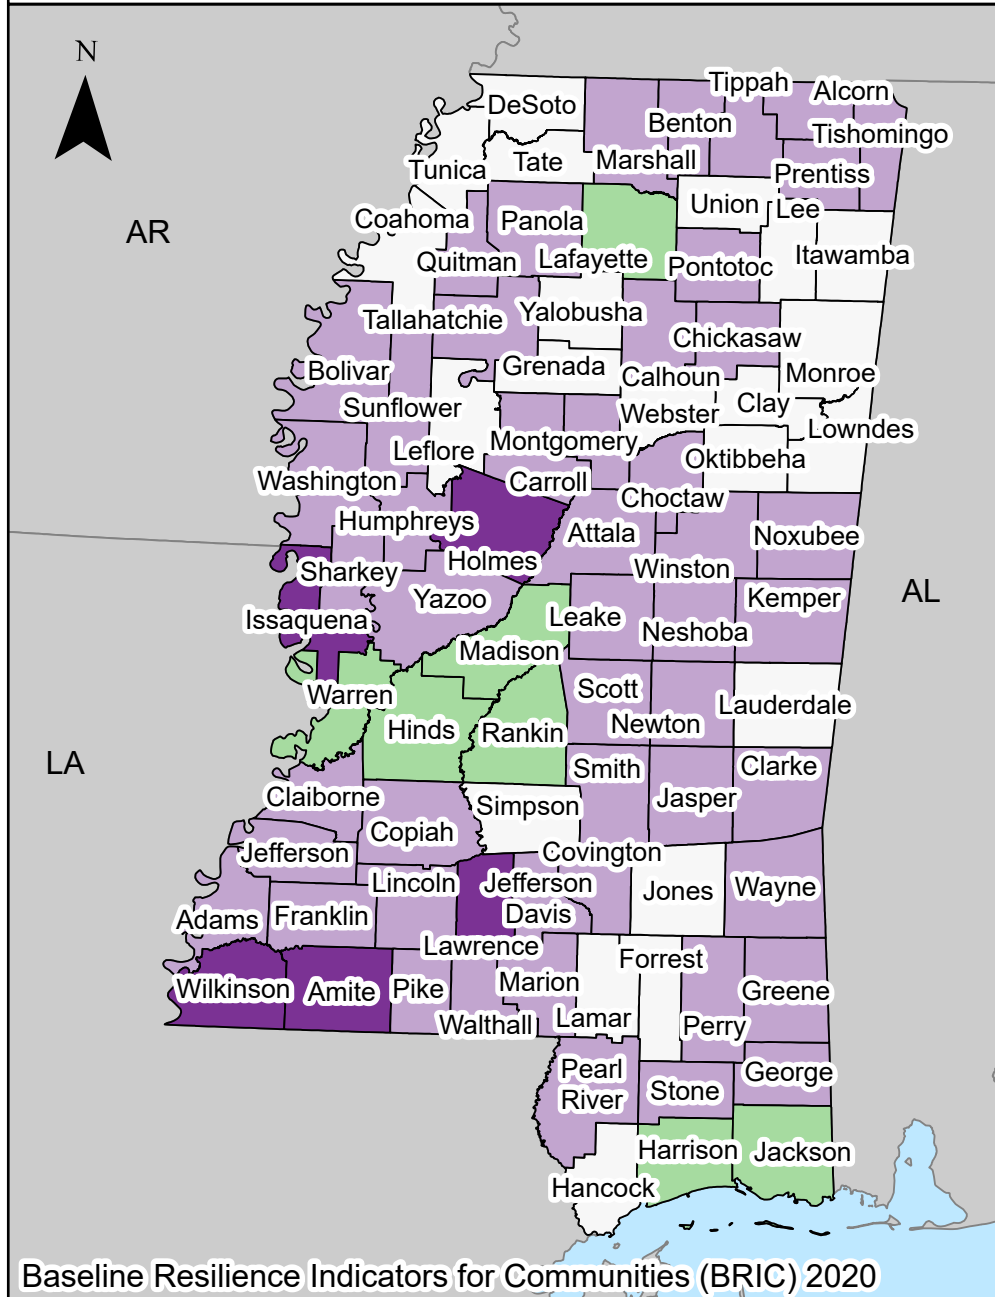 N
Tippah
Alcorn
DeSoto
Benton
Tishomingo
Tunica
Tate
Marshall
Prentiss
Coahoma
Panola
Union
Lee
AR
Quitman
Lafayette
Pontotoc
Itawamba
Tallahatchie
Yalobusha
Chickasaw
Bolivar
Grenada
Calhoun
Monroe
Sunflower
Webster
Clay
Leflore
Montgomery
Lowndes
Washington
Carroll
Oktibbeha
Choctaw
Humphreys
Attala
Noxubee
Sharkey
Holmes
Winston
Yazoo
Kemper
AL
Issaquena
Leake
Neshoba
Madison
Warren
Scott
Lauderdale
Hinds
Rankin
Newton
LA
Smith
Clarke
Claiborne
Simpson
Jasper
Copiah
Jefferson
Covington
Lincoln
Jefferson
Davis
Jones
Wayne
Adams
Franklin
Lawrence
Forrest
Wilkinson
Amite
Pike
Marion
Greene
Walthall
Lamar
Perry
Pearl
River
Stone
George
Harrison
Jackson
Hancock
Baseline Resilience Indicators for Communities (BRIC) 2020